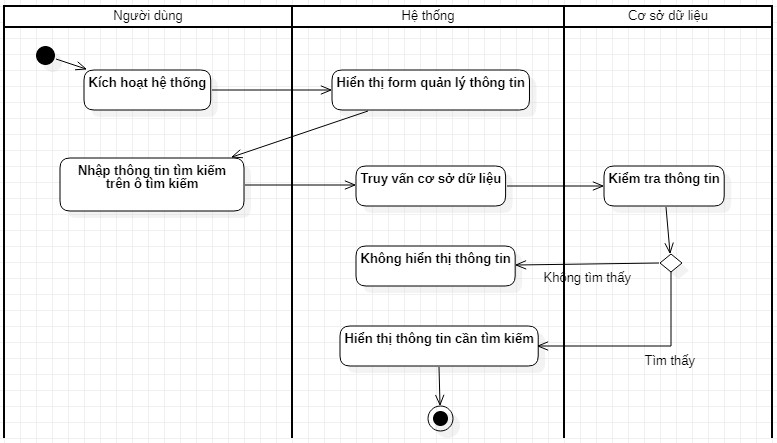 Người dùng
Hệ thống
Cơ sở dữ liệu
Kích hoạt hệ thống
Hiển thị form quản lý thông tin
Nhập thông tin tìm kiếm
trên ô tìm kiếm
Truy vấn cơ sở dữ liệu
Kiểm tra thông tin
Không hiển thị thông tin
Không tìm thấy
Hiển thị thông tin cần tìm kiếm
Tìm thấy